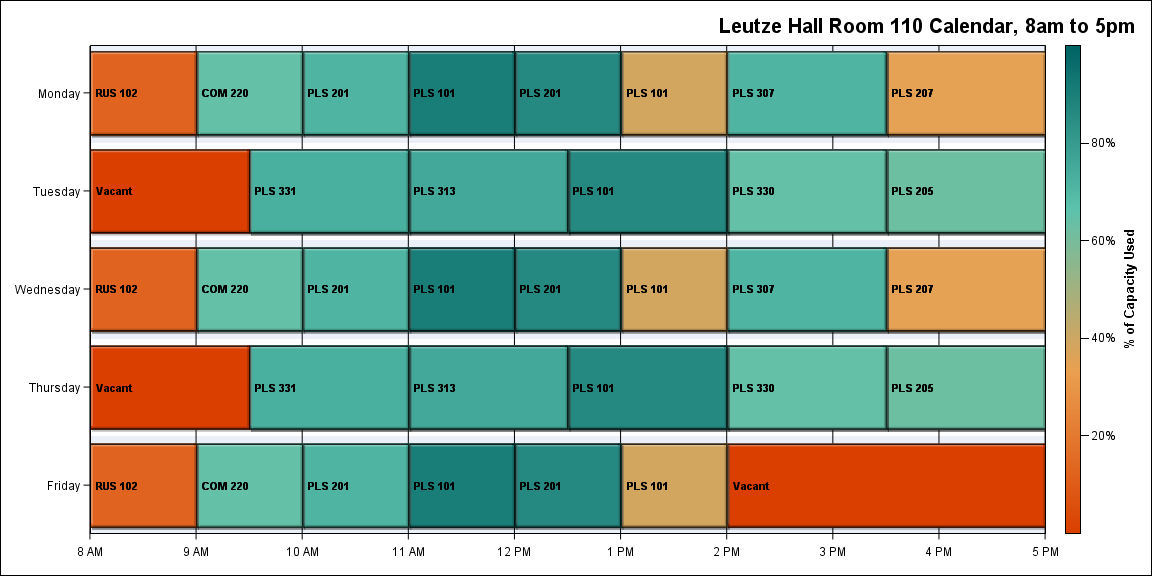 Leutze Hall Room 110 Calendar, 8am to 5pm
Monday
RUS 102
COM 220
PLS 201
PLS 101
PLS 201
PLS 101
PLS 307
PLS 207
Tuesday
Vacant
PLS 331
PLS 313
PLS 101
PLS 330
PLS 205
Wednesday
RUS 102
COM 220
PLS 201
PLS 101
PLS 201
PLS 101
PLS 307
PLS 207
Thursday
Vacant
PLS 331
PLS 313
PLS 101
PLS 330
PLS 205
Friday
RUS 102
COM 220
PLS 201
PLS 101
PLS 201
PLS 101
Vacant
8 AM
9 AM
10 AM
11 AM
12 PM
1 PM
2 PM
3 PM
4 PM
5 PM
80%
60%
40%
20%
% of Capacity Used